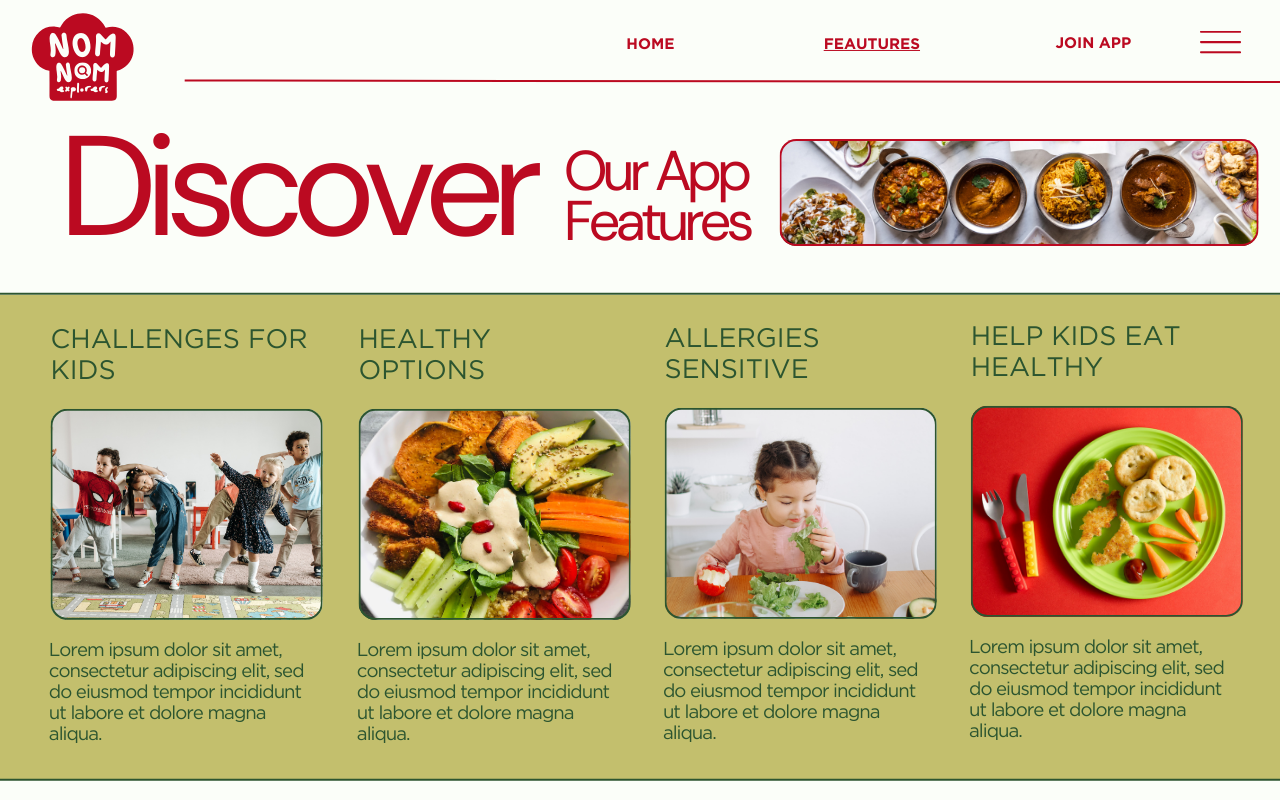 NOM
N@M
explorers
HOME
FEAUTURES
JOIN APP
Discover
Our App
Features
CHALLENGES FOR
KIDS
Lorem ipsum dolor sit amet,
consectetur adipiscing elit, sed
do eiusmod tempor incididunt
ut labore et dolore magna
aliqua.
HEALTHY
OPTIONS
Lorem ipsum dolor sit amet,
consectetur adipiscing elit, sed
do eiusmod tempor incididunt
ut labore et dolore magna
aliqua.
ALLERGIES
SENSITIVE
Lorem ipsum dolor sit amet,
consectetur adipiscing elit, sed
do eiusmod tempor incididunt
ut labore et dolore magna
aliqua.
HELP KIDS EAT
HEALTHY
Lorem ipsum dolor sit amet,
consectetur adipiscing elit, sed
do eiusmod tempor incididunt
ut labore et dolore magna
aliqua.